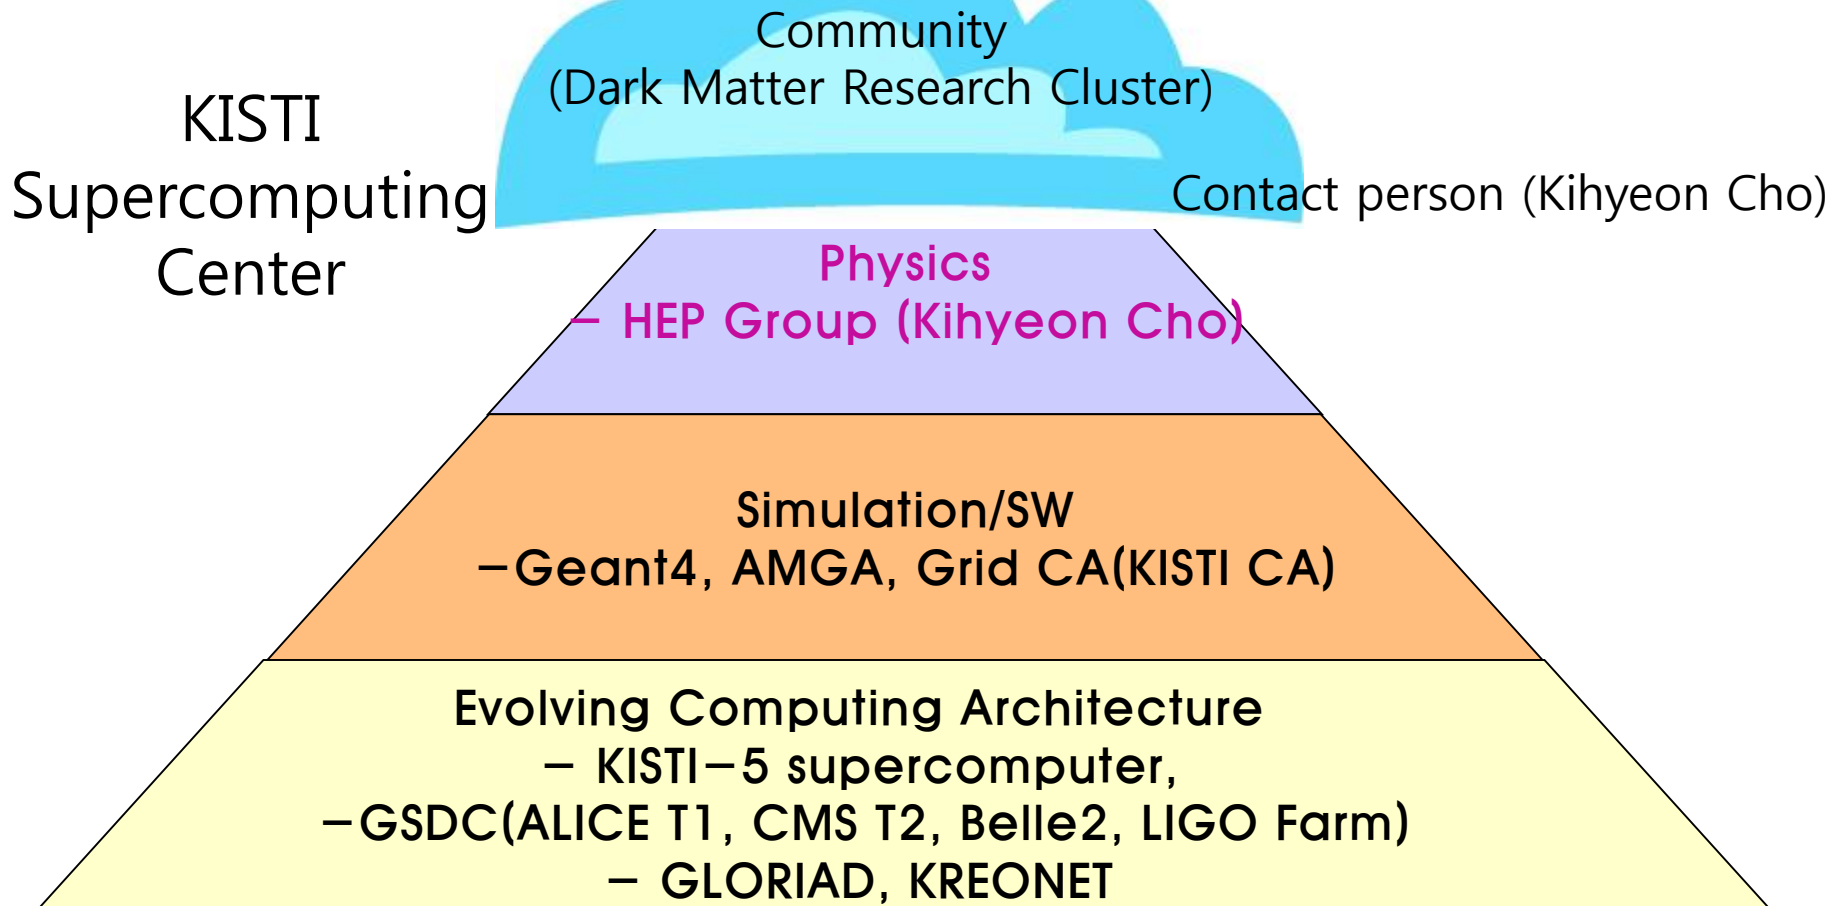 Community
(Dark Matter Research Cluster)
KISTI
Supercomputing
Center
Contact person (Kihyeon Cho)
Physics
– HEP Group (Kihyeon Cho)
Simulation/SW
–Geant4, AMGA, Grid CA(KISTI CA)
Evolving Computing Architecture
– KISTI–5 supercomputer,
–GSDC(ALICE T1, CMS T2, Belle2, LIGO Farm)
– GLORIAD, KREONET